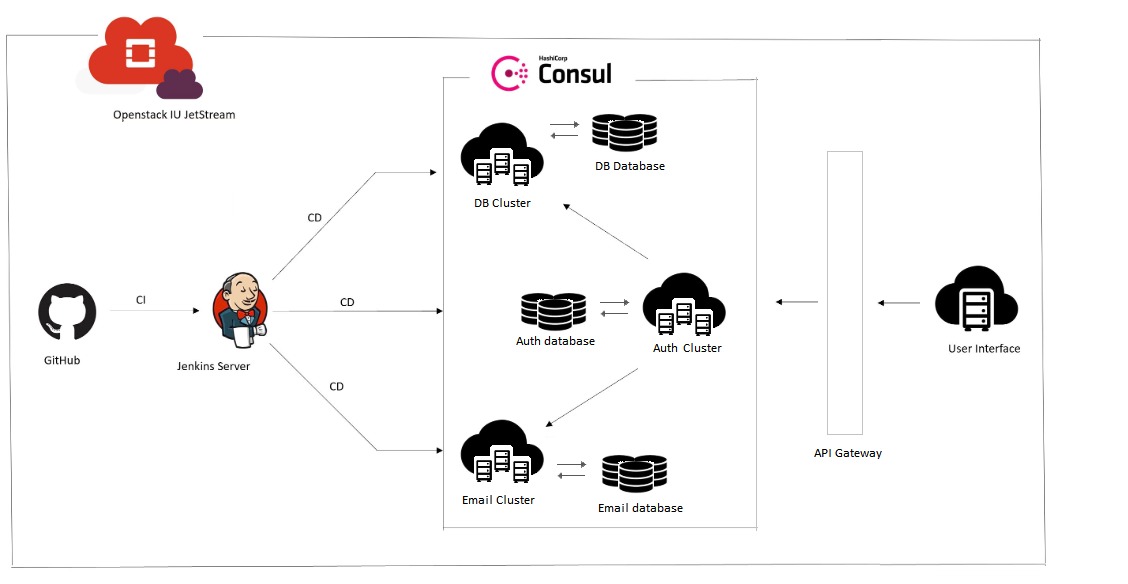 Openstack IU JetStream
HashiCorp
Consul
DB Database
DB Cluster
CD
CI
CD
GitHub
Jenkins Server
CD
Auth database
Auth Cluster
User Interface
API Gateway
Email Cluster
Email database